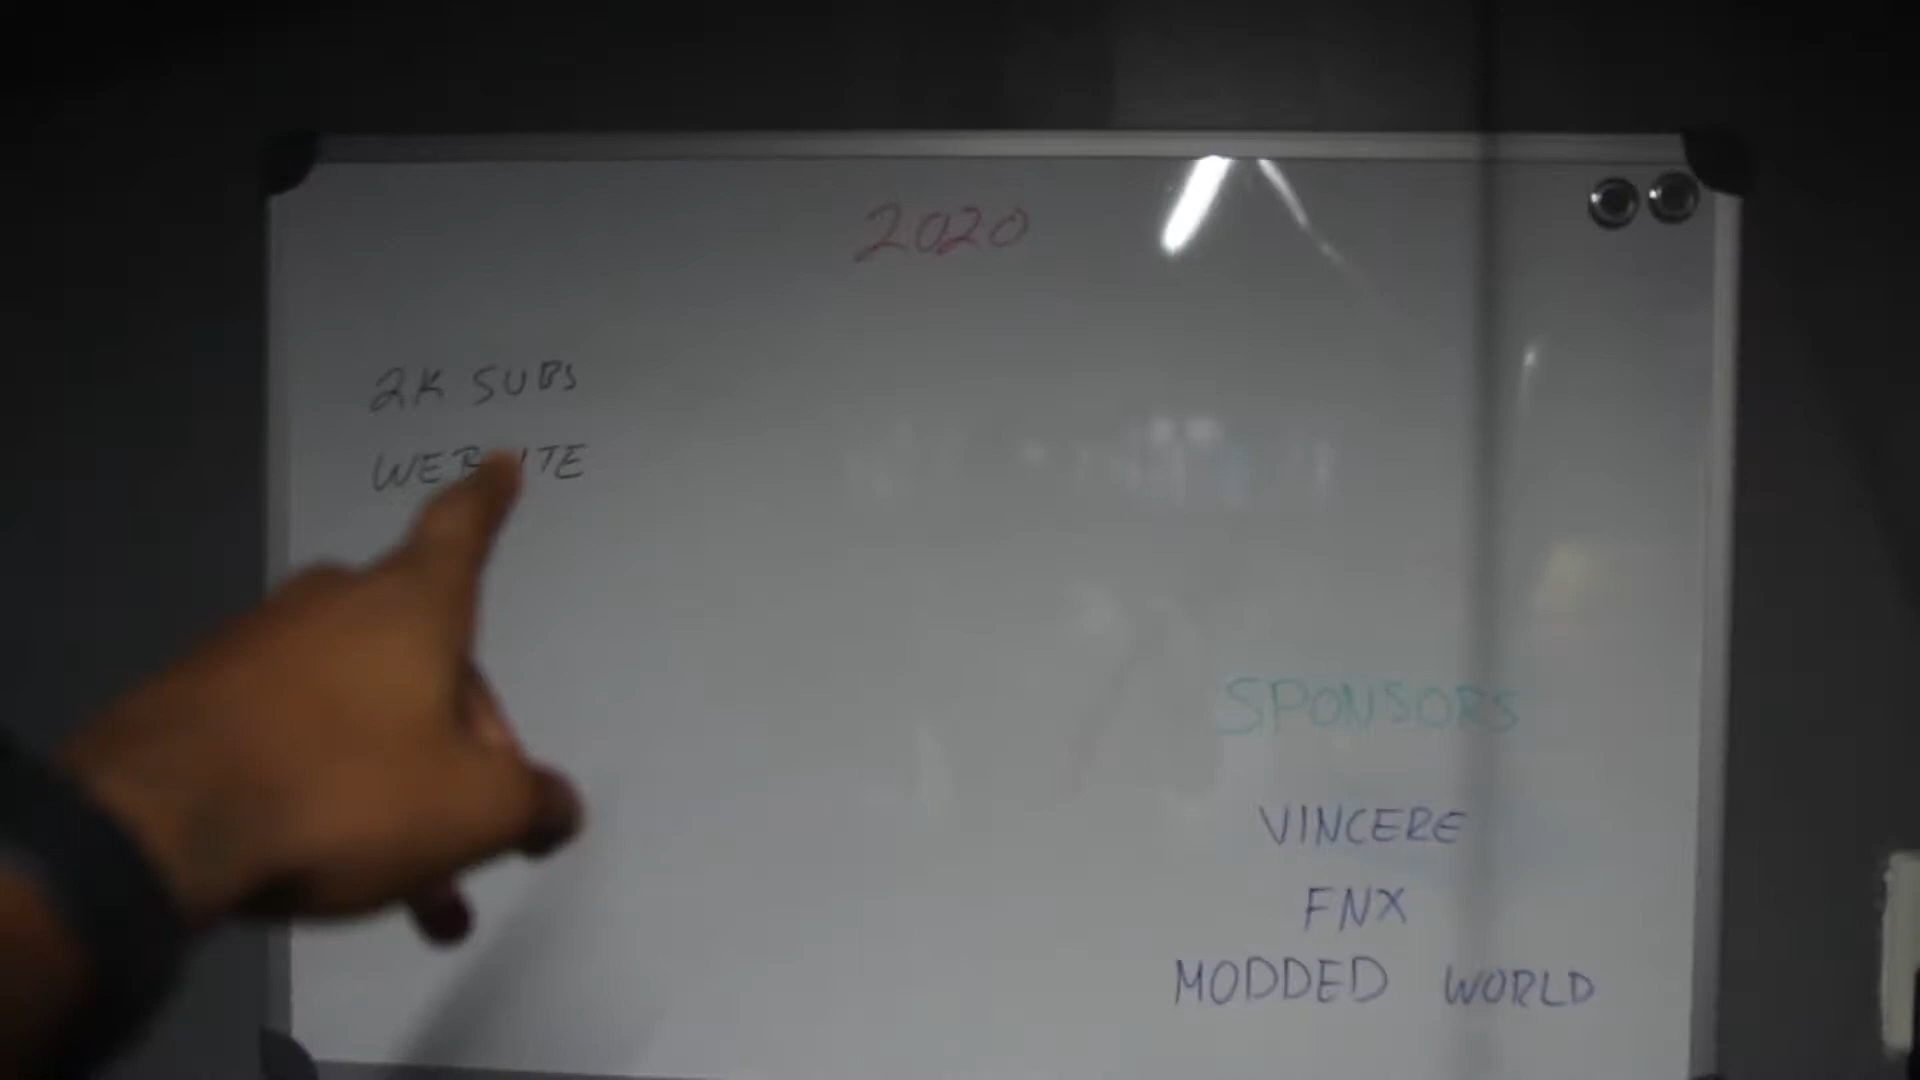 2020
2K SUBS
WEBSITE
SPONSORS
VINCERE
FNX
MODDED WORLD